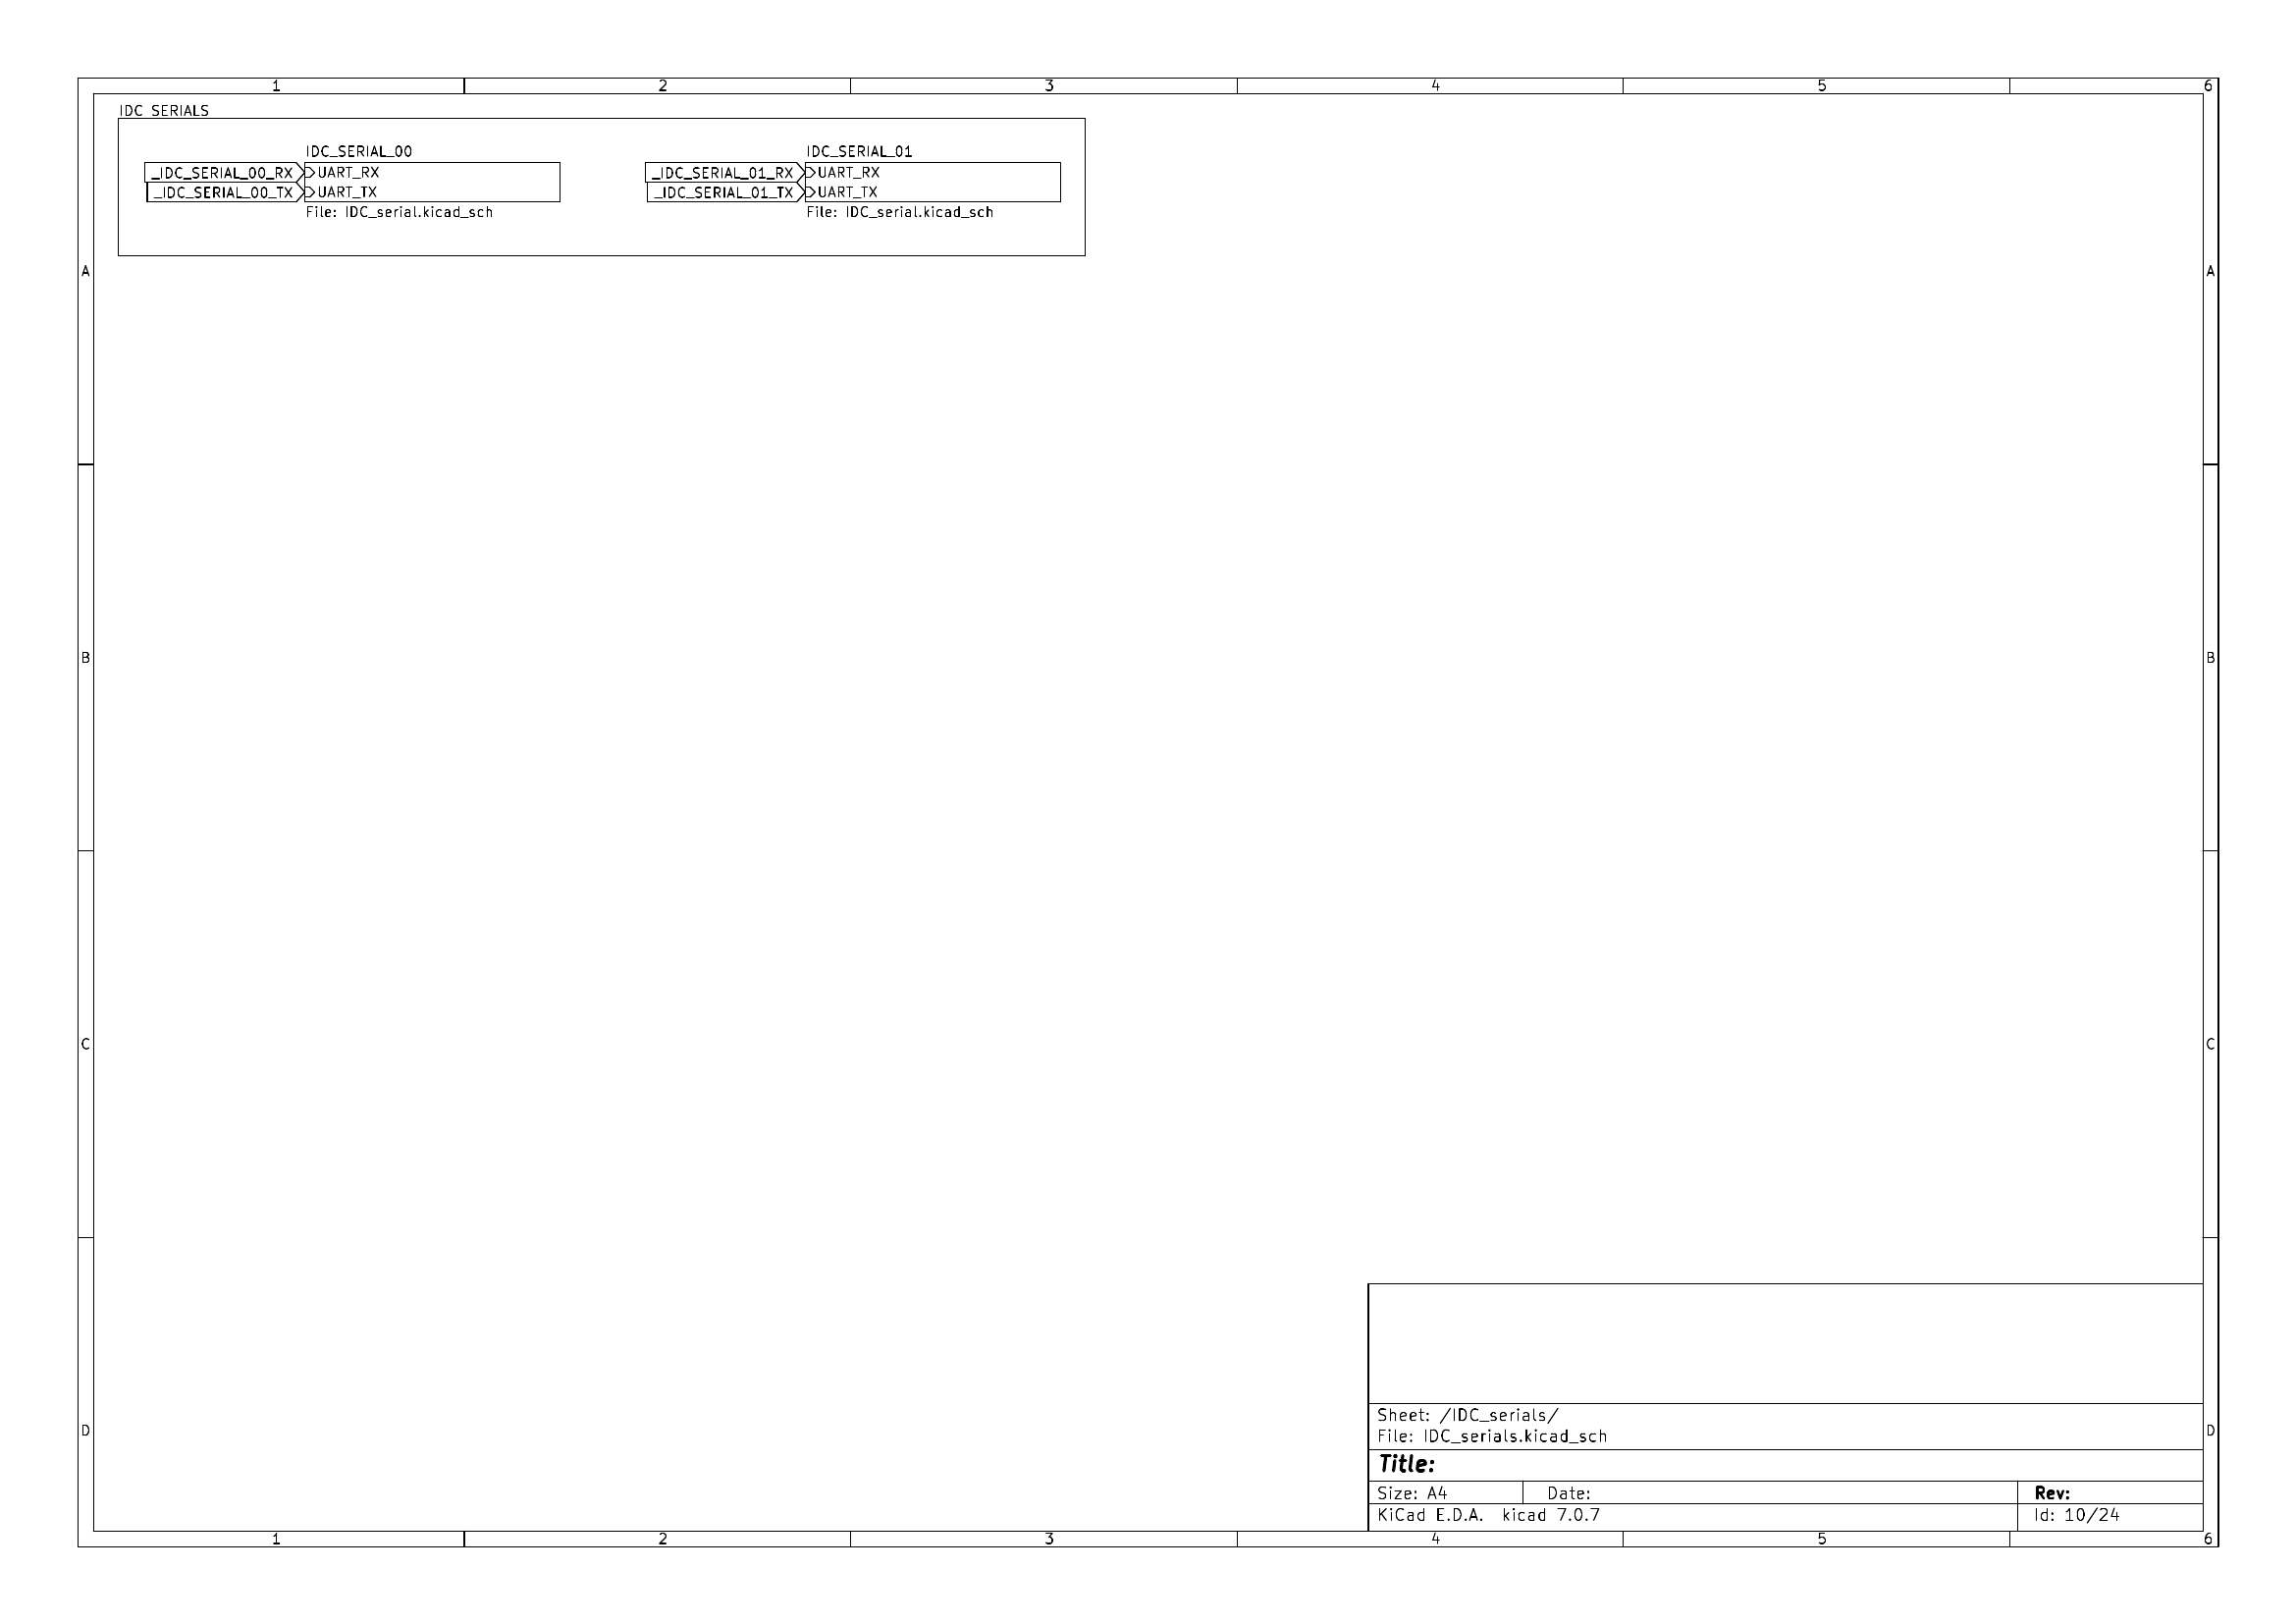 1 2 3 4 5 6
IDC SERIALS
IDC_SERIAL_00 IDC_SERIAL_01
_IDC_SERIAL_00_RX UART_RX _IDC_SERIAL_01_RX UART_RX
_IDC_SERIAL_00_TX UART_TX _IDC_SERIAL_01_TX UART_TX
File: IDC_serial.kicad_sch File: IDC_serial.kicad_sch
A A
B B
C C
Sheet: /IDC_serials/
D D
File: IDC_serials.kicad_sch
Title:
Size: A4 Date: Rev:
KiCad E.D.A. kicad 7.0.7 Id: 10/24
1 2 3 4 5 6